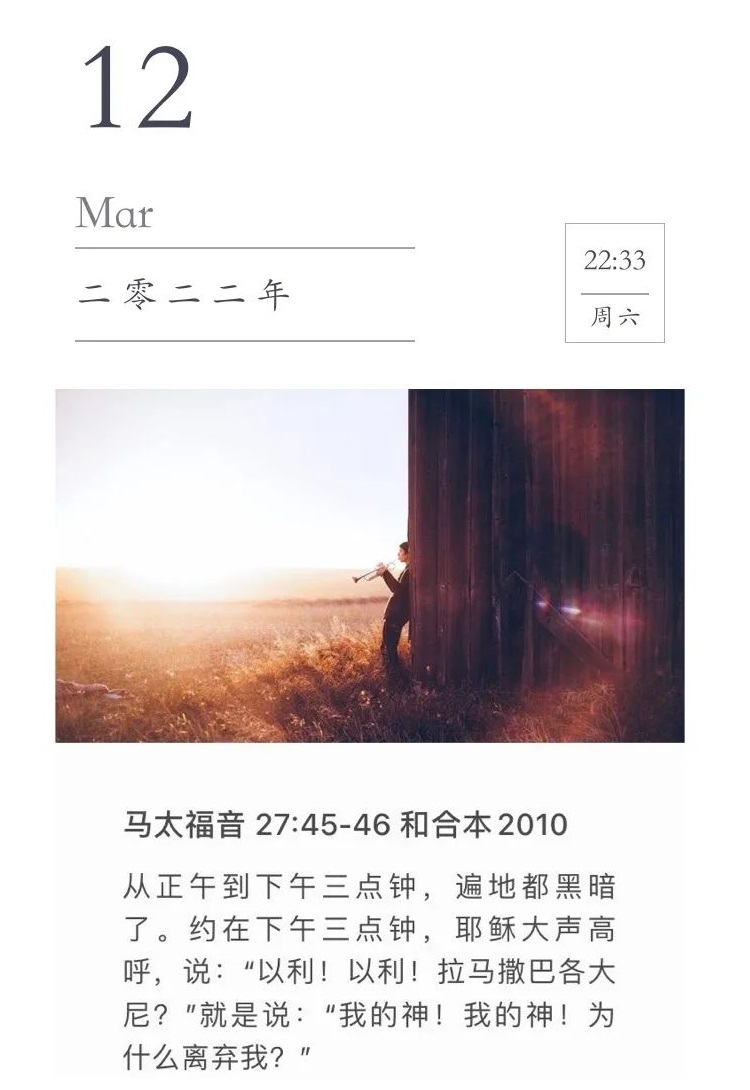 12
Mar
二零二二年
22:33
周六
马太福音 27:45-46 和合本2010
从正午到下午三点钟，遍地都黑暗
了。约在下午三点钟，耶稣大声高
呼，说：“以利！以利！拉马撒巴各大
尼？”就是说：“我的神！我的神！为
什么离弃我？”